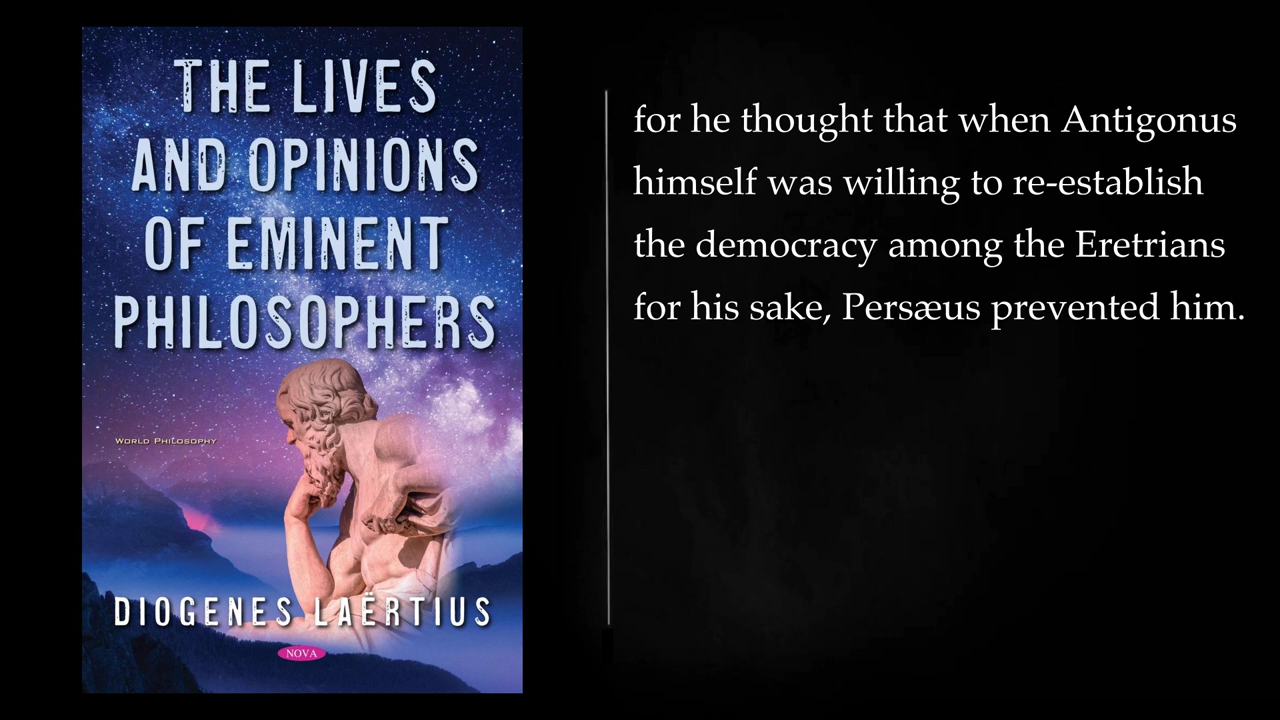 THE LIVES
AND OPINIONS
OF EMINENT
PHILOSOPHERS
WORLD PHILOSOPHY
DIOGENES LAËRTIUS
NOVA
for he thought that when Antigonus
himself was willing to re-establish
the democracy among the Eretrians
for his sake, Persæus prevented him.